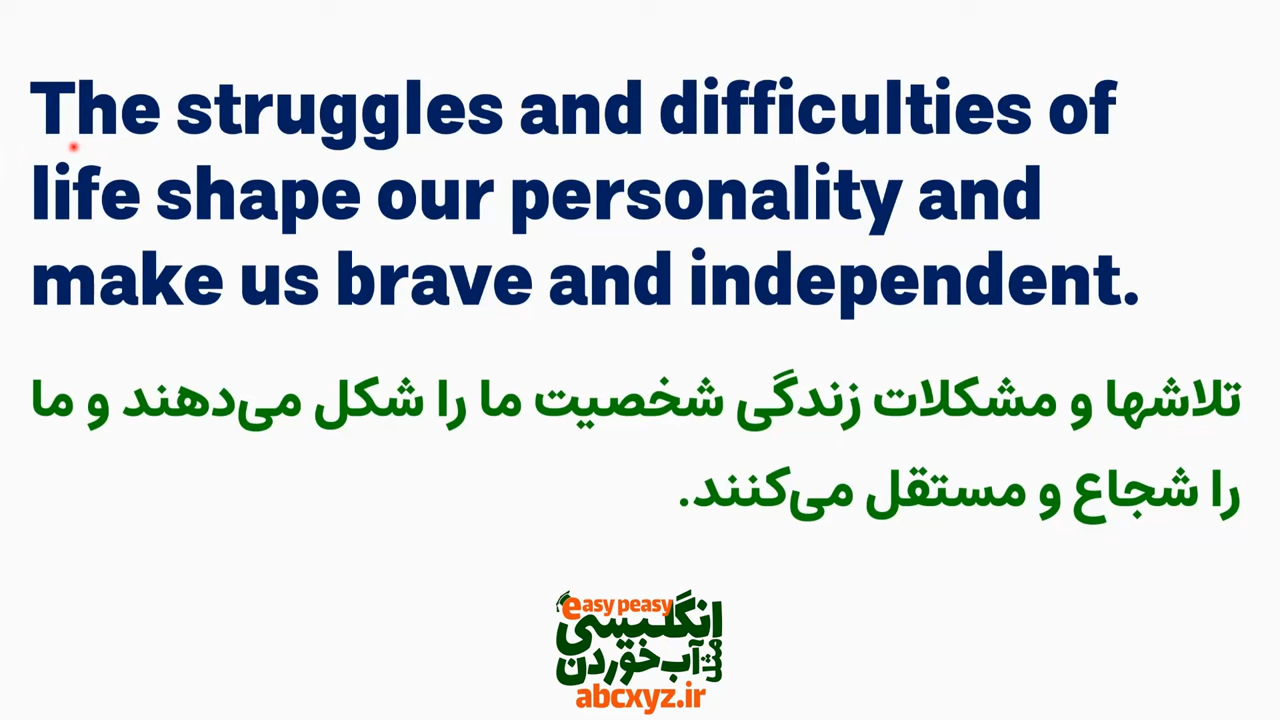 The struggles and difficulties of
life shape our personality and
make us brave and independent.
تلاشها و مشکلات زندگی شخصیت ما را شکل می‌دهند و ما
را شجاع و مستقل می‌کنند.
easy peasy
انگلیسی
مثل آب خوردن
abcxyz.ir